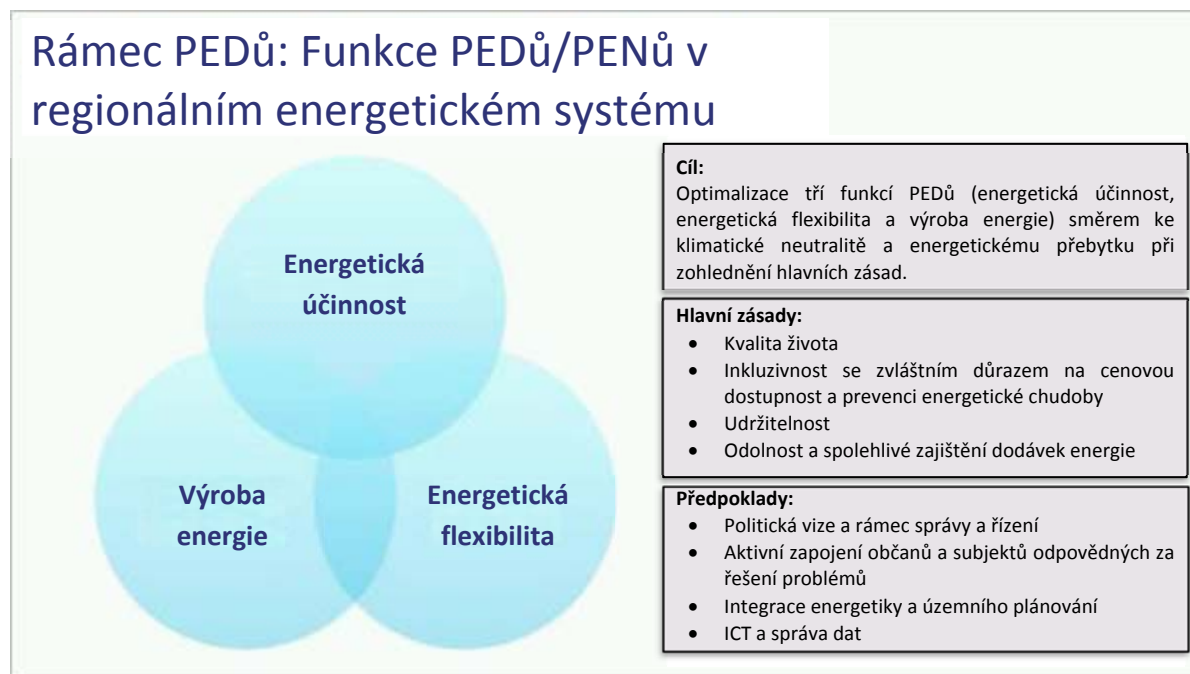 Rámec PEDů: Funkce PEDů/PENů v
regionálním energetickém systému
Energetická
účinnost
Výroba
energie
Energetická
flexibilita
Cíl:
Optimalizace tří funkcí PEDů (energetická účinnost,
energetická flexibilita a výroba energie) směrem ke
klimatické neutralitě a energetickému přebytku při
zohlednění hlavních zásad.
Hlavní zásady:
• Kvalita života
• Inkluzivnost se zvláštním důrazem na cenovou
dostupnost a prevenci energetické chudoby
• Udržitelnost
• Odolnost a spolehlivé zajištění dodávek energie
Předpoklady:
• Politická vize a rámec správy a řízení
• Aktivní zapojení občanů a subjektů odpovědných za
řešení problémů
• Integrace energetiky a územního plánování
• ICT a správa dat